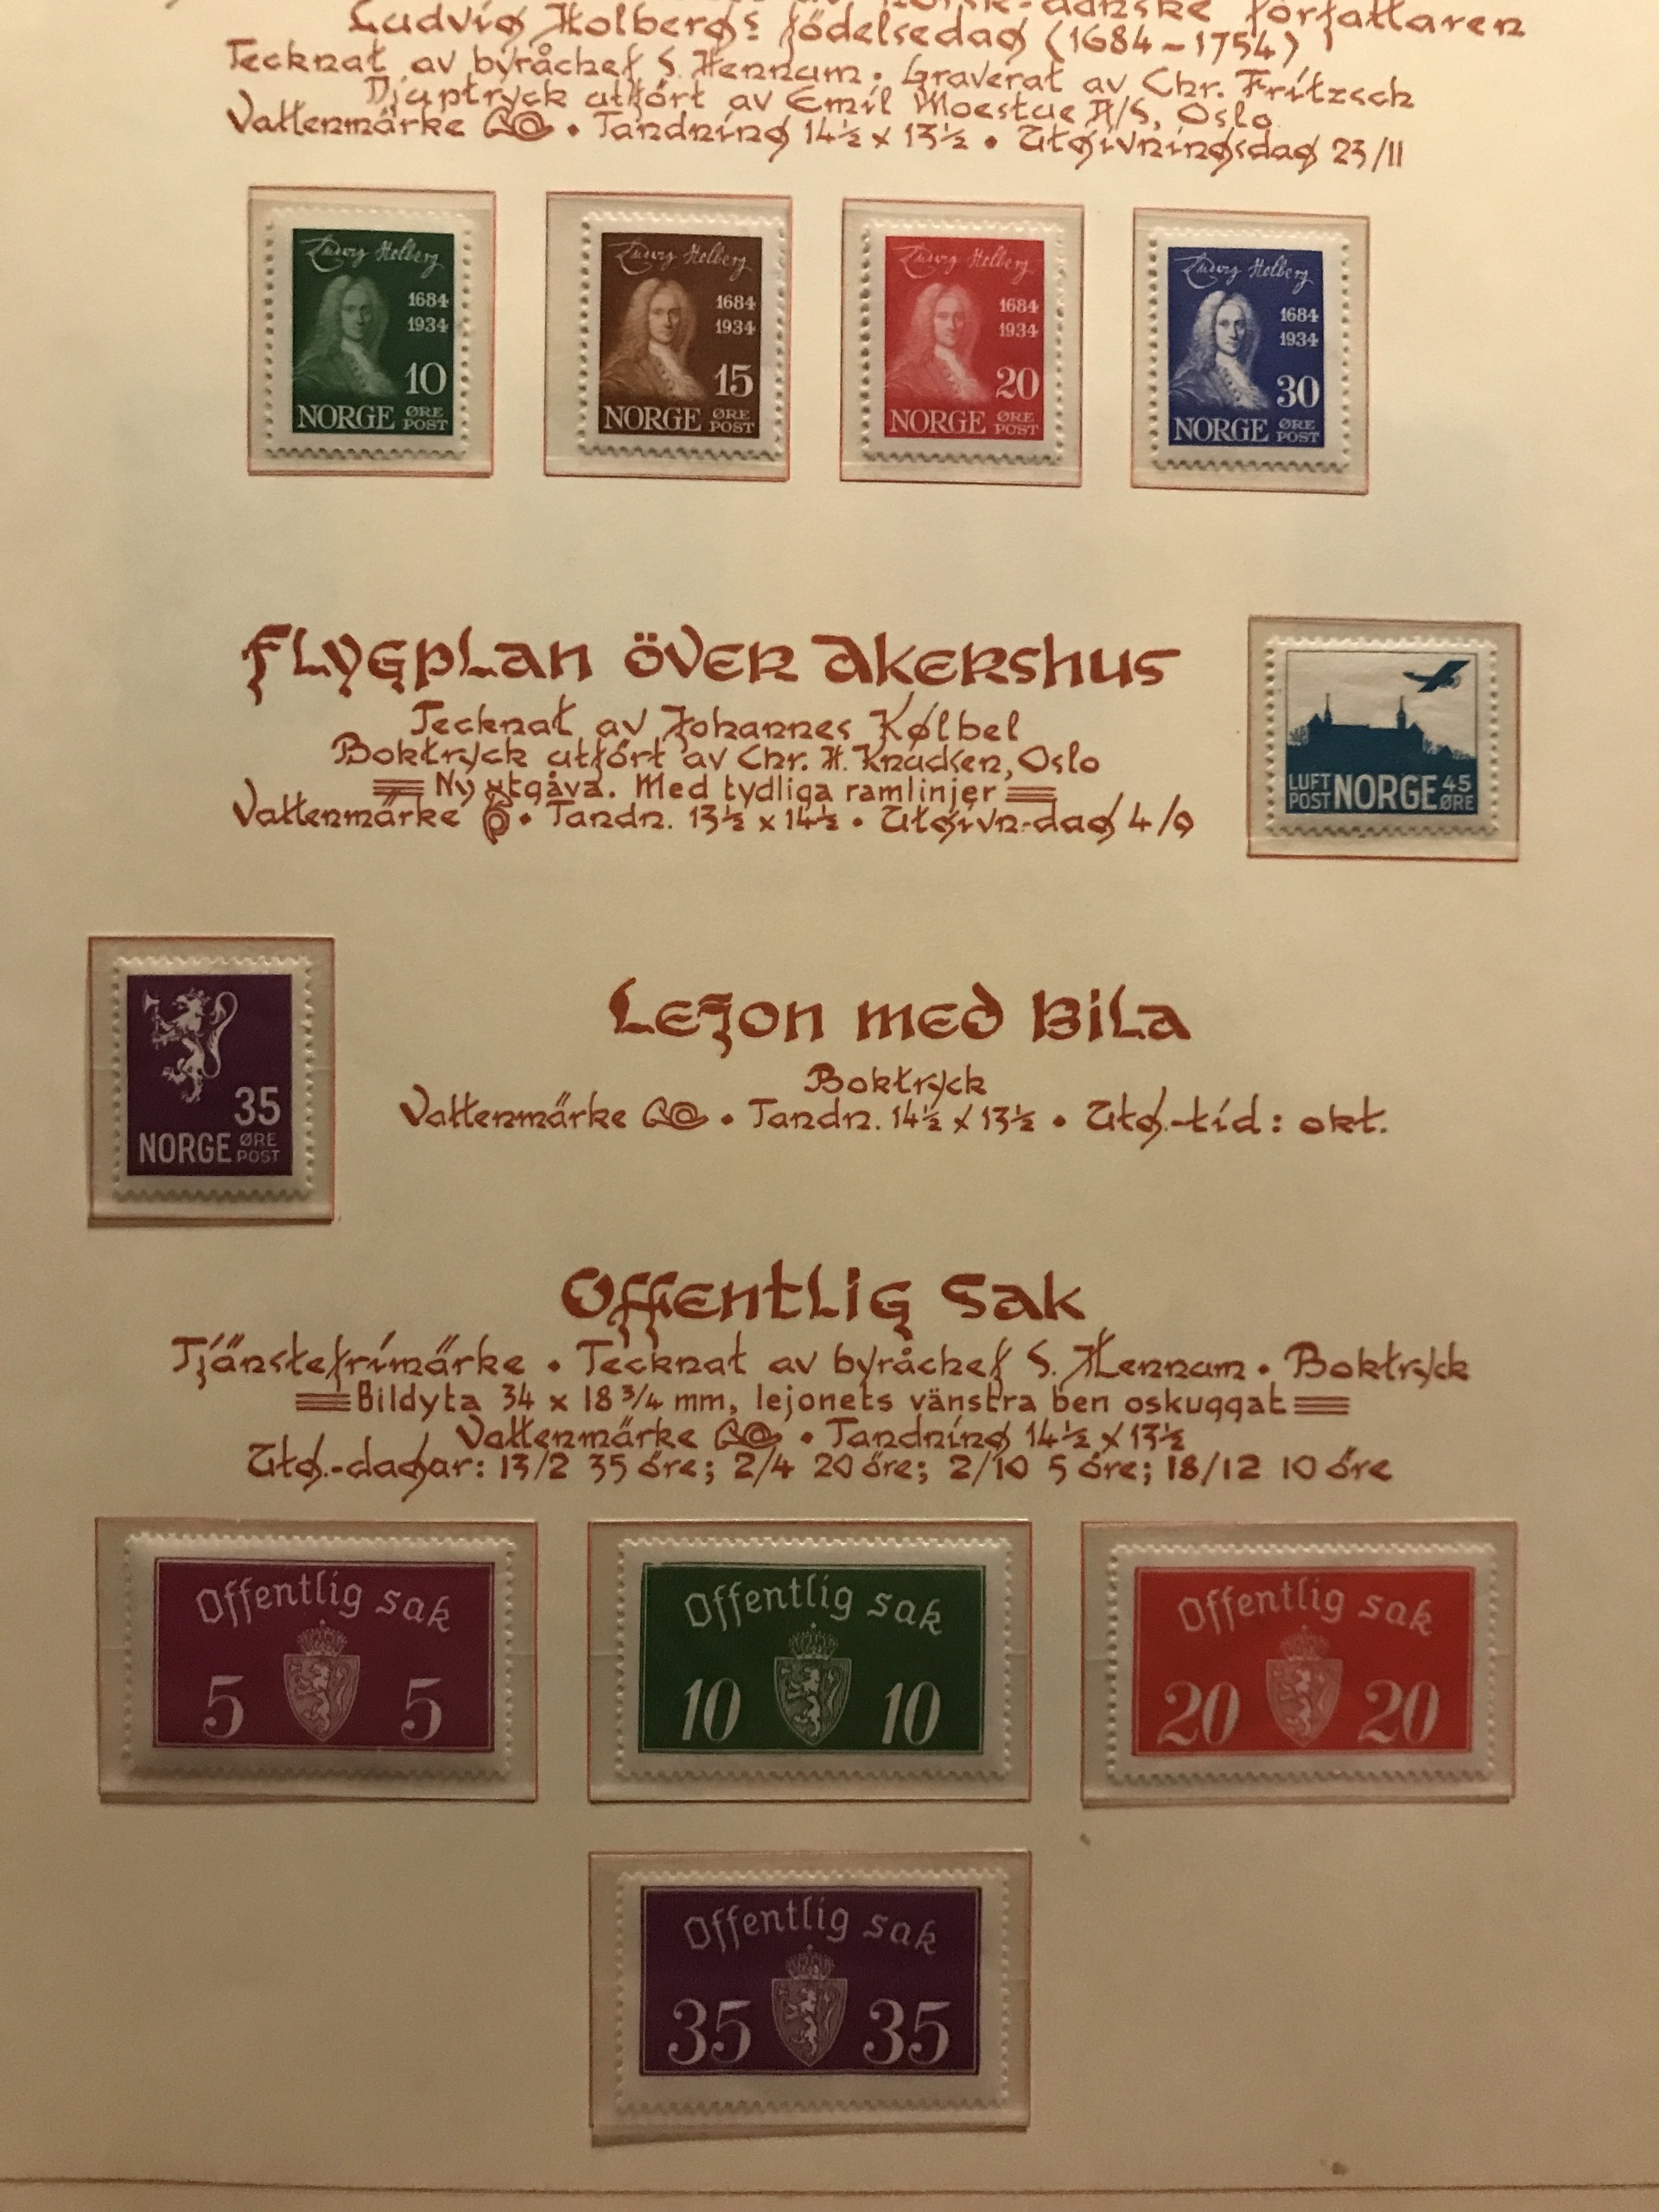 norsk-danske författaren
Ludvig Holbergs födelsedag (1684-1754)
Tecknat av byråchef S. Hennum. Graverat av Chr. Fritzsch
Djuptryck utfört av Emil Moestue A/S, Oslo
Vattenmärke • Tandning 14½ x 13½ • Utgivningsdag 23/11
Ludvig Holberg
1684
1934
10
NORGE ØRE POST
Ludvig Holberg
1684
1934
15
NORGE ØRE POST
Ludvig Holberg
1684
1934
20
NORGE ØRE POST
Ludvig Holberg
1684
1934
30
NORGE ØRE POST
Flygplan över Akershus
Tecknat av Johannes Kølbel
Boktryck utfört av Chr. H. Knudsen, Oslo
Ny utgåva. Med tydliga ramlinjer
Vattenmärke • Tandn. 13½ x 14½ • Utgivn-dag 4/9
LUFT POST NORGE 45 ØRE
35
NORGE ØRE POST
Lejon med Bila
Boktryck
Vattenmärke • Tandn. 14½ x 13½ • Utg.-tid: okt.
Offentlig Sak
Tjänstefrimärke • Tecknat av byråchef S. Hennum • Boktryck
Bildyta 34 x 18 3/4 mm, lejonets vänstra ben oskuggat
Vattenmärke • Tandning 14½ x 13½
Utg.-dagar: 13/2 35 öre; 2/4 20 öre; 2/10 5 öre; 18/12 10 öre
Offentlig sak
5 5
Offentlig sak
10 10
Offentlig sak
20 20
Offentlig sak
35 35